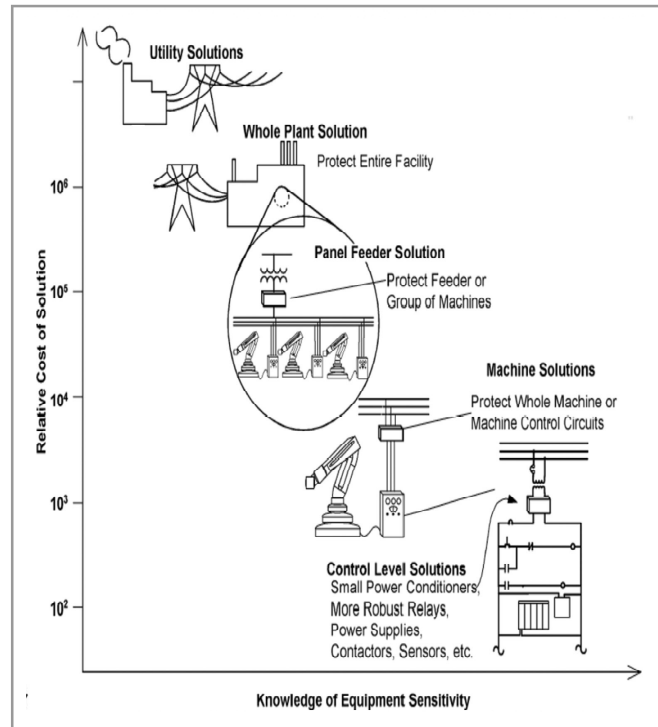 Utility Solutions
Whole Plant Solution
Protect Entire Facility
10⁶
Panel Feeder Solution
Protect Feeder or
Group of Machines
10⁵
Machine Solutions
Protect Whole Machine or
Machine Control Circuits
10⁴
10³
Control Level Solutions
Small Power Conditioners,
More Robust Relays,
Power Supplies,
Contactors, Sensors, etc.
10²
Relative Cost of Solution
Knowledge of Equipment Sensitivity